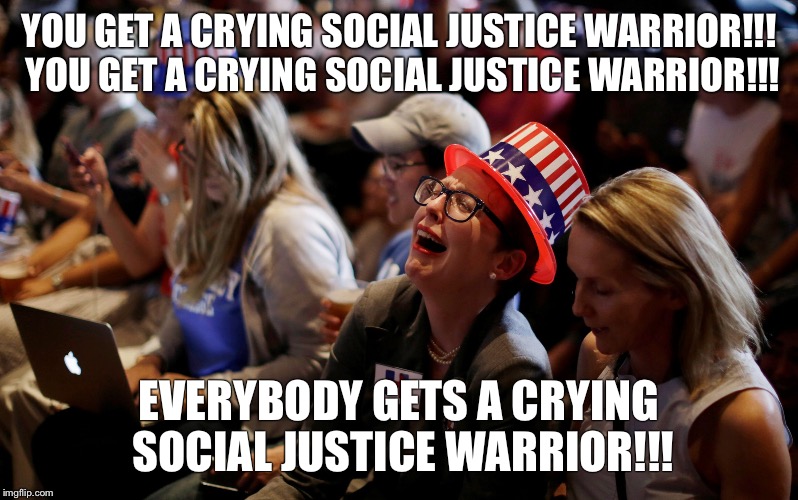 YOU GET A CRYING SOCIAL JUSTICE WARRIOR!!!
YOU GET A CRYING SOCIAL JUSTICE WARRIOR!!!
EVERYBODY GETS A CRYING
SOCIAL JUSTICE WARRIOR!!!
imgflip.com